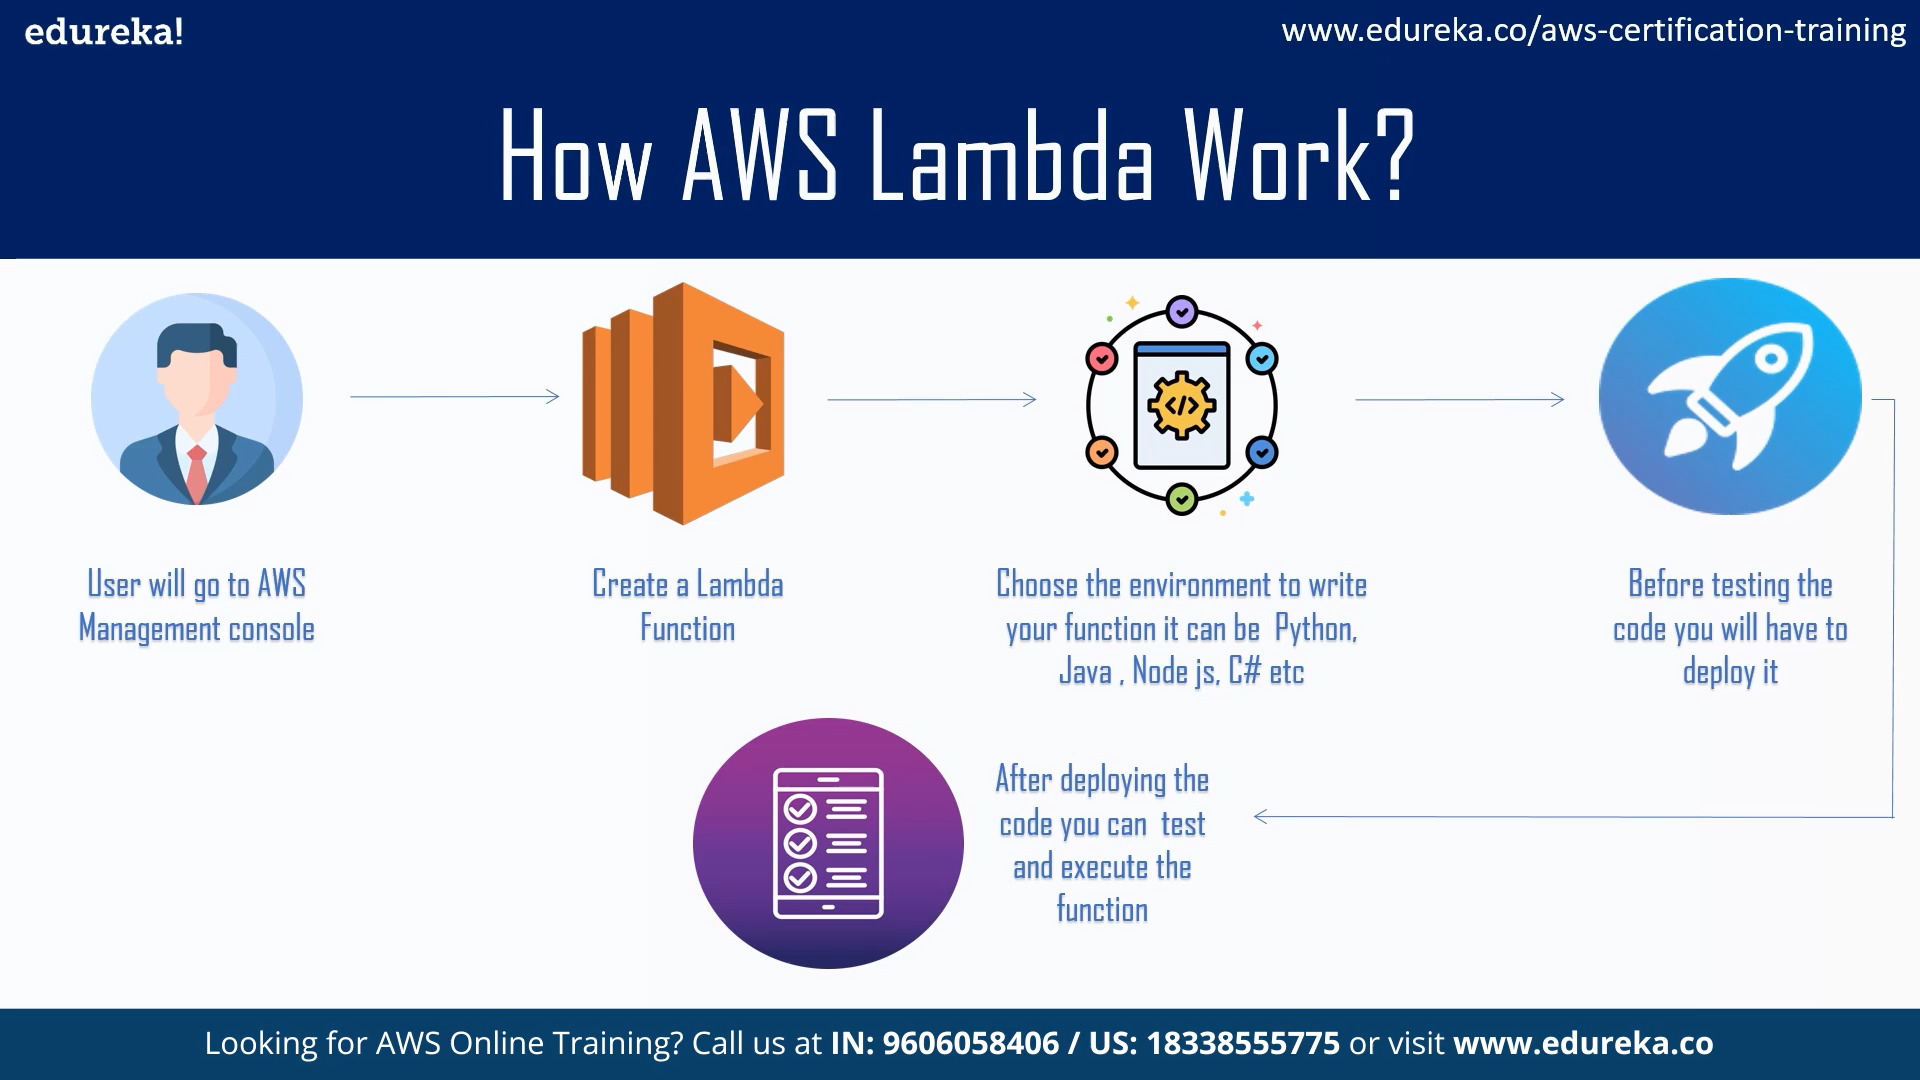 edureka!
www.edureka.co/aws-certification-training
How AWS Lambda Work?
User will go to AWS
Management console
Create a Lambda
Function
Choose the environment to write
your function it can be Python,
Java , Node js, C# etc
Before testing the
code you will have to
deploy it
</>
After deploying the
code you can test
and execute the
function
Looking for AWS Online Training? Call us at IN: 9606058406 / US: 18338555775 or visit www.edureka.co